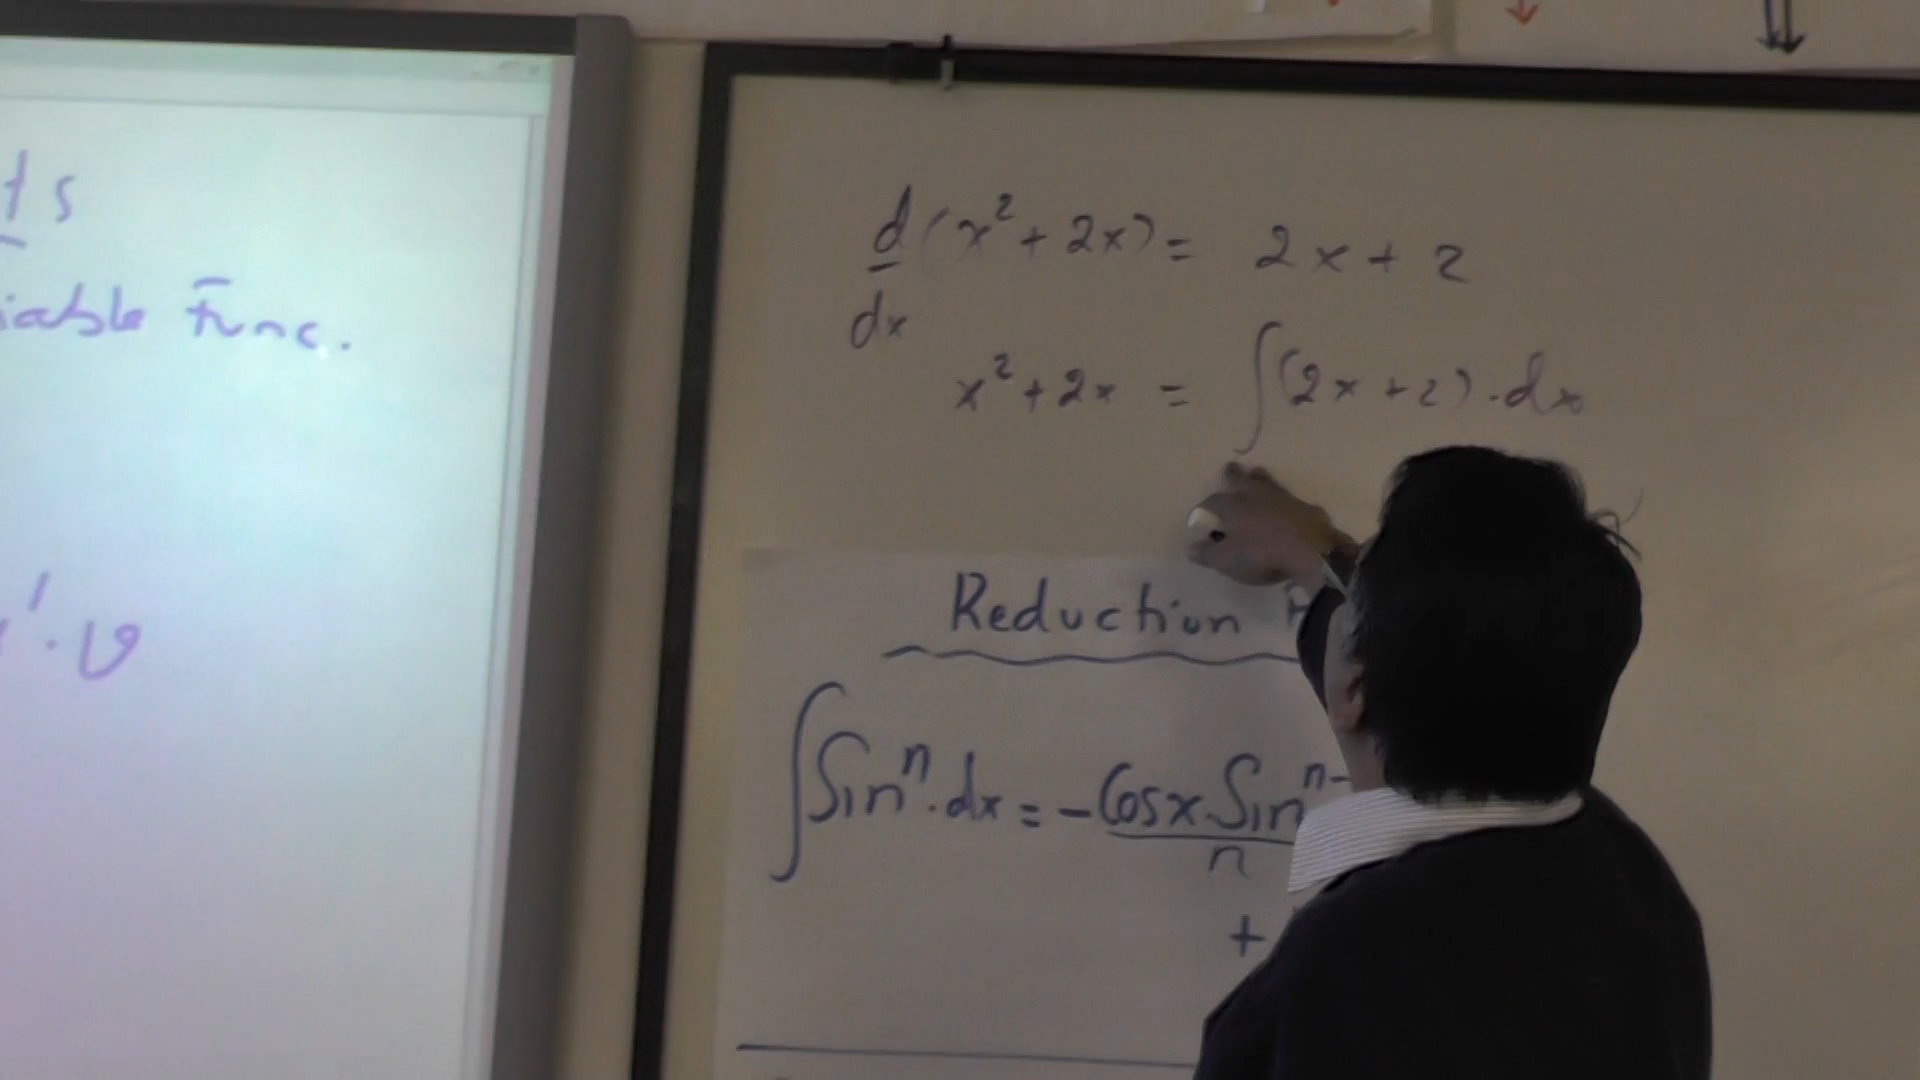 s
Func.
'. v
d/dx (x² + 2x) = 2x + 2
x² + 2x = ∫(2x + 2) . dx
Reduction
∫Sinⁿ. dx = - Cosx.Sinⁿ⁻ / n
+